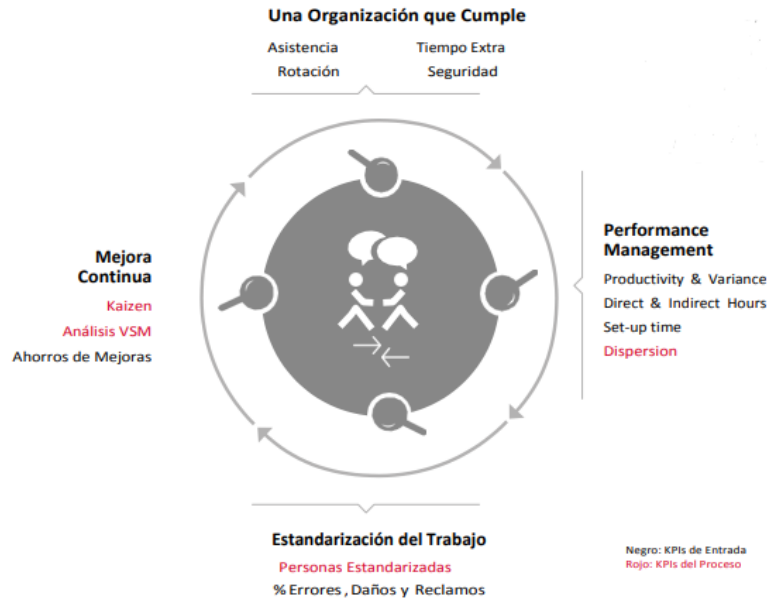 Una Organización que Cumple
Asistencia Tiempo Extra
Rotación Seguridad
Performance
Management
Productivity & Variance
Direct & Indirect Hours
Set-up time
Dispersion
Mejora
Continua
Kaizen
Análisis VSM
Ahorros de Mejoras
Estandarización del Trabajo
Personas Estandarizadas
% Errores, Daños y Reclamos
Negro: KPIs de Entrada
Rojo: KPIs del Proceso